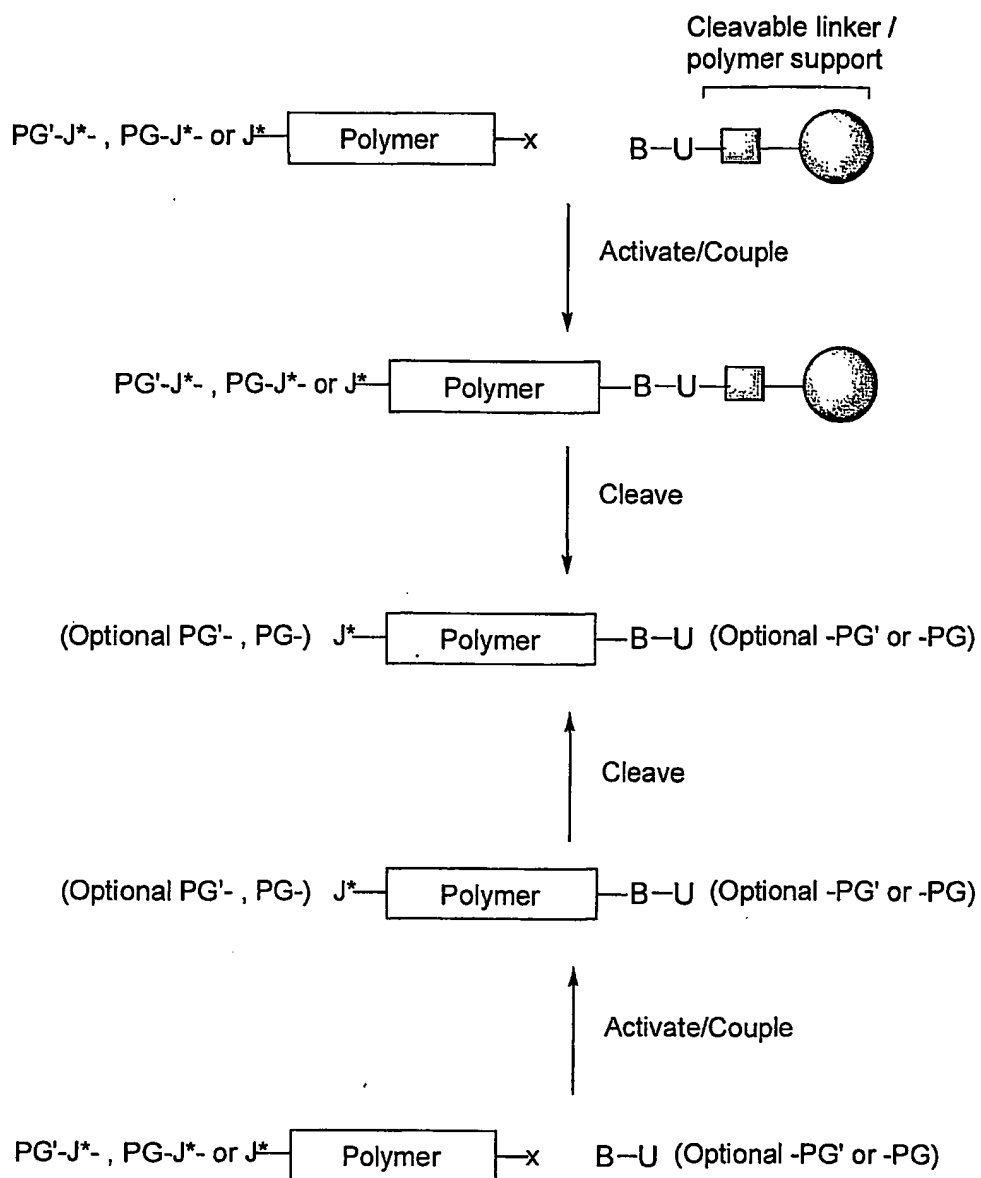 Cleavable linker /
polymer support
PG'-J*- , PG-J*- or J* Polymer x B-U
Activate/Couple
PG'-J*- , PG-J*- or J* Polymer B-U
Cleave
(Optional PG'- , PG-) J* Polymer B-U (Optional -PG' or -PG)
Cleave
(Optional PG'- , PG-) J* Polymer B-U (Optional -PG' or -PG)
Activate/Couple
PG'-J*- , PG-J*- or J* Polymer x B-U (Optional -PG' or -PG)